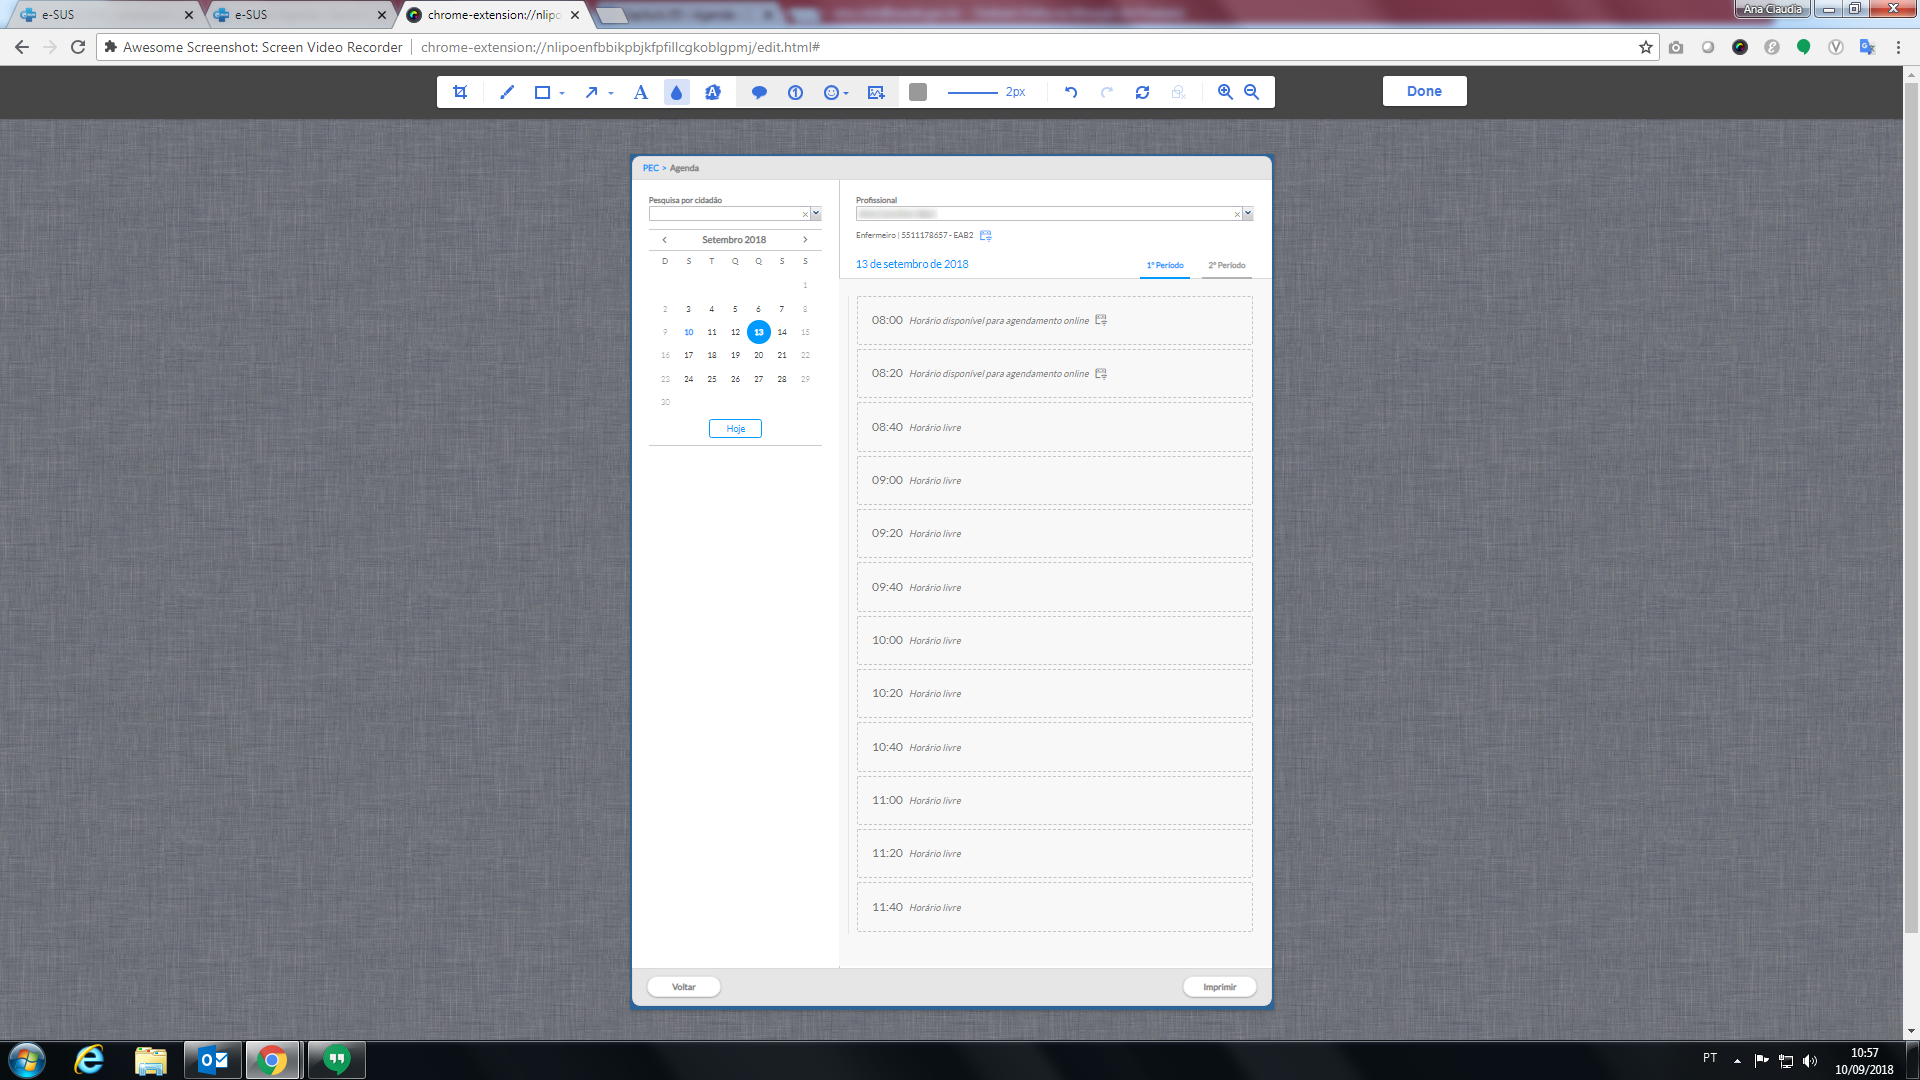 e-SUS
e-SUS
chrome-extension://nlipo
Ana Claudia
Awesome Screenshot: Screen Video Recorder
chrome-extension://nlipoenfbbikpbjkfpfillcgkoblgpmj/edit.html#
2px
Done
PEC > Agenda
Pesquisa por cidadão
Setembro 2018
D S T Q Q S S
1
2 3 4 5 6 7 8
9 10 11 12 13 14 15
16 17 18 19 20 21 22
23 24 25 26 27 28 29
30
Hoje
Profissional
Enfermeiro | 5511178657 - EAB2
13 de setembro de 2018
1º Período
2º Período
08:00 Horário disponível para agendamento online
08:20 Horário disponível para agendamento online
08:40 Horário livre
09:00 Horário livre
09:20 Horário livre
09:40 Horário livre
10:00 Horário livre
10:20 Horário livre
10:40 Horário livre
11:00 Horário livre
11:20 Horário livre
11:40 Horário livre
Voltar
Imprimir
PT
10:57
10/09/2018